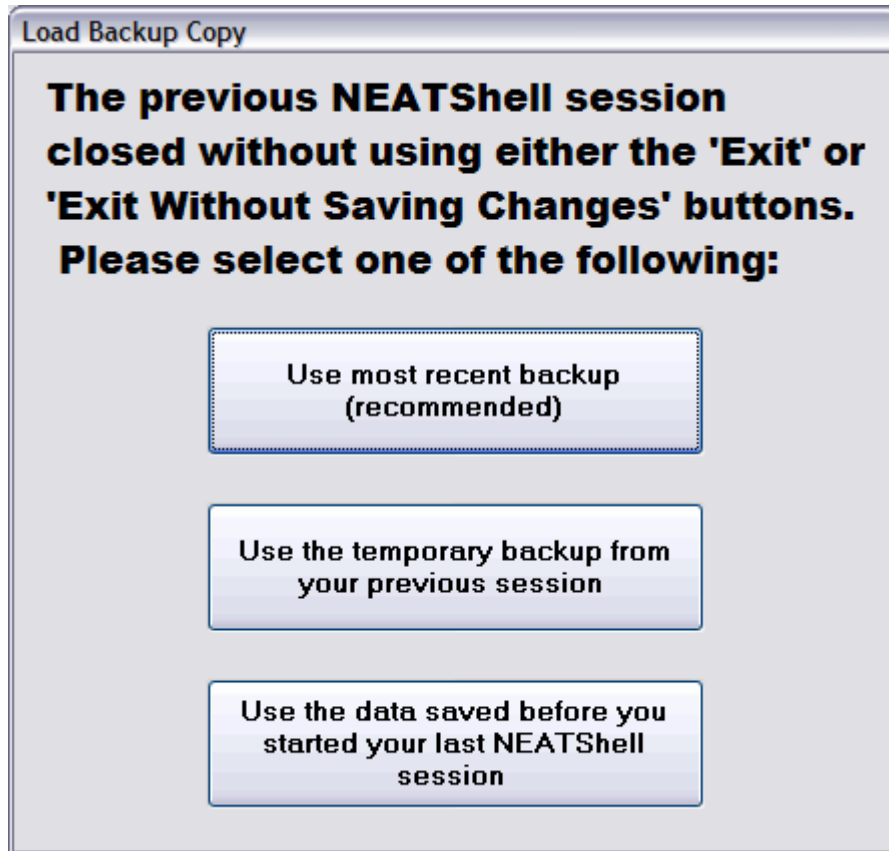 Load Backup Copy
The previous NEATShell session
closed without using either the 'Exit' or
'Exit Without Saving Changes' buttons.
Please select one of the following:
Use most recent backup
(recommended)
Use the temporary backup from
your previous session
Use the data saved before you
started your last NEATShell
session